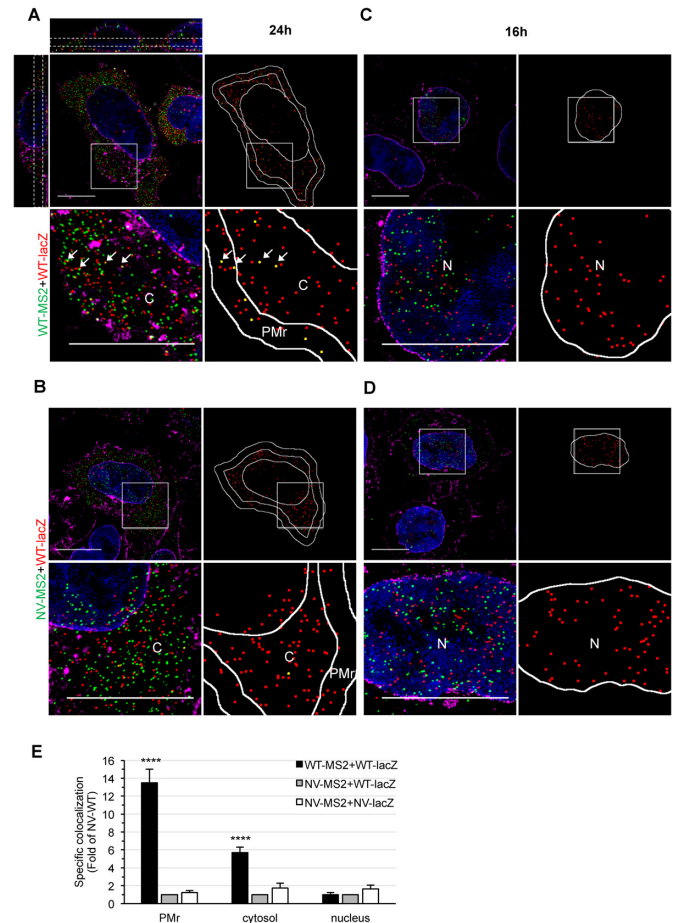 A
24h
C
16h
WT-MS2+WT-lacZ
C
C
PMr
N
N
B
D
NV-MS2+WT-lacZ
C
C
PMr
N
N
E
Specific colocalization
(Fold of NV-WT)
16
14
12
10
8
6
4
2
0
****
****
WT-MS2+WT-lacZ
NV-MS2+WT-lacZ
NV-MS2+NV-lacZ
PMr
cytosol
nucleus